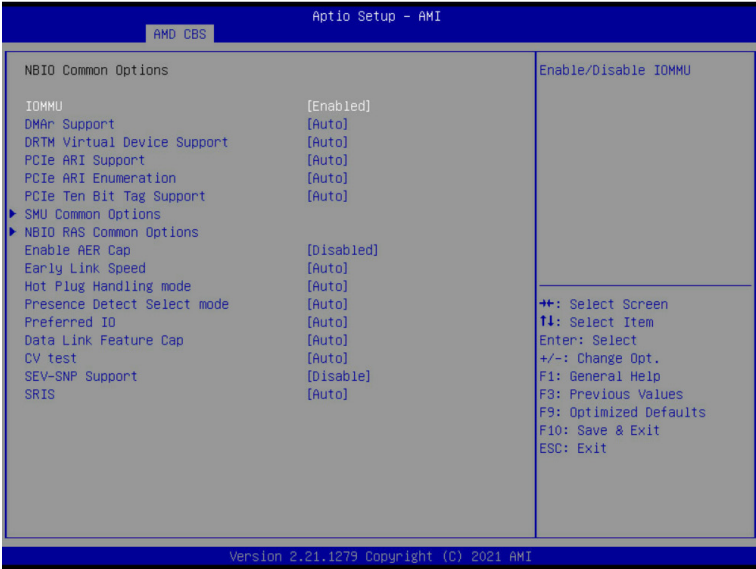 Aptio Setup – AMI
AMD CBS
NBIO Common Options
IOMMU [Enabled]
DMAr Support [Auto]
DRTM Virtual Device Support [Auto]
PCIe ARI Support [Auto]
PCIe ARI Enumeration [Auto]
PCIe Ten Bit Tag Support [Auto]
SMU Common Options
NBIO RAS Common Options
Enable AER Cap [Disabled]
Early Link Speed [Auto]
Hot Plug Handling mode [Auto]
Presence Detect Select mode [Auto]
Preferred IO [Auto]
Data Link Feature Cap [Auto]
CV test [Auto]
SEV-SNP Support [Disable]
SRIS [Auto]
Enable/Disable IOMMU
→←: Select Screen
↑↓: Select Item
Enter: Select
+/-: Change Opt.
F1: General Help
F3: Previous Values
F9: Optimized Defaults
F10: Save & Exit
ESC: Exit
Version 2.21.1279 Copyright (C) 2021 AMI